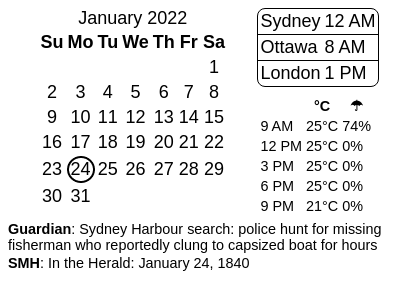 January 2022
Su Mo Tu We Th Fr Sa
1
2 3 4 5 6 7 8
9 10 11 12 13 14 15
16 17 18 19 20 21 22
23 24 25 26 27 28 29
30 31
Sydney 12 AM
Ottawa 8 AM
London 1 PM
°C ☂
9 AM 25°C 74%
12 PM 25°C 0%
3 PM 25°C 0%
6 PM 25°C 0%
9 PM 21°C 0%
Guardian: Sydney Harbour search: police hunt for missing
fisherman who reportedly clung to capsized boat for hours
SMH: In the Herald: January 24, 1840